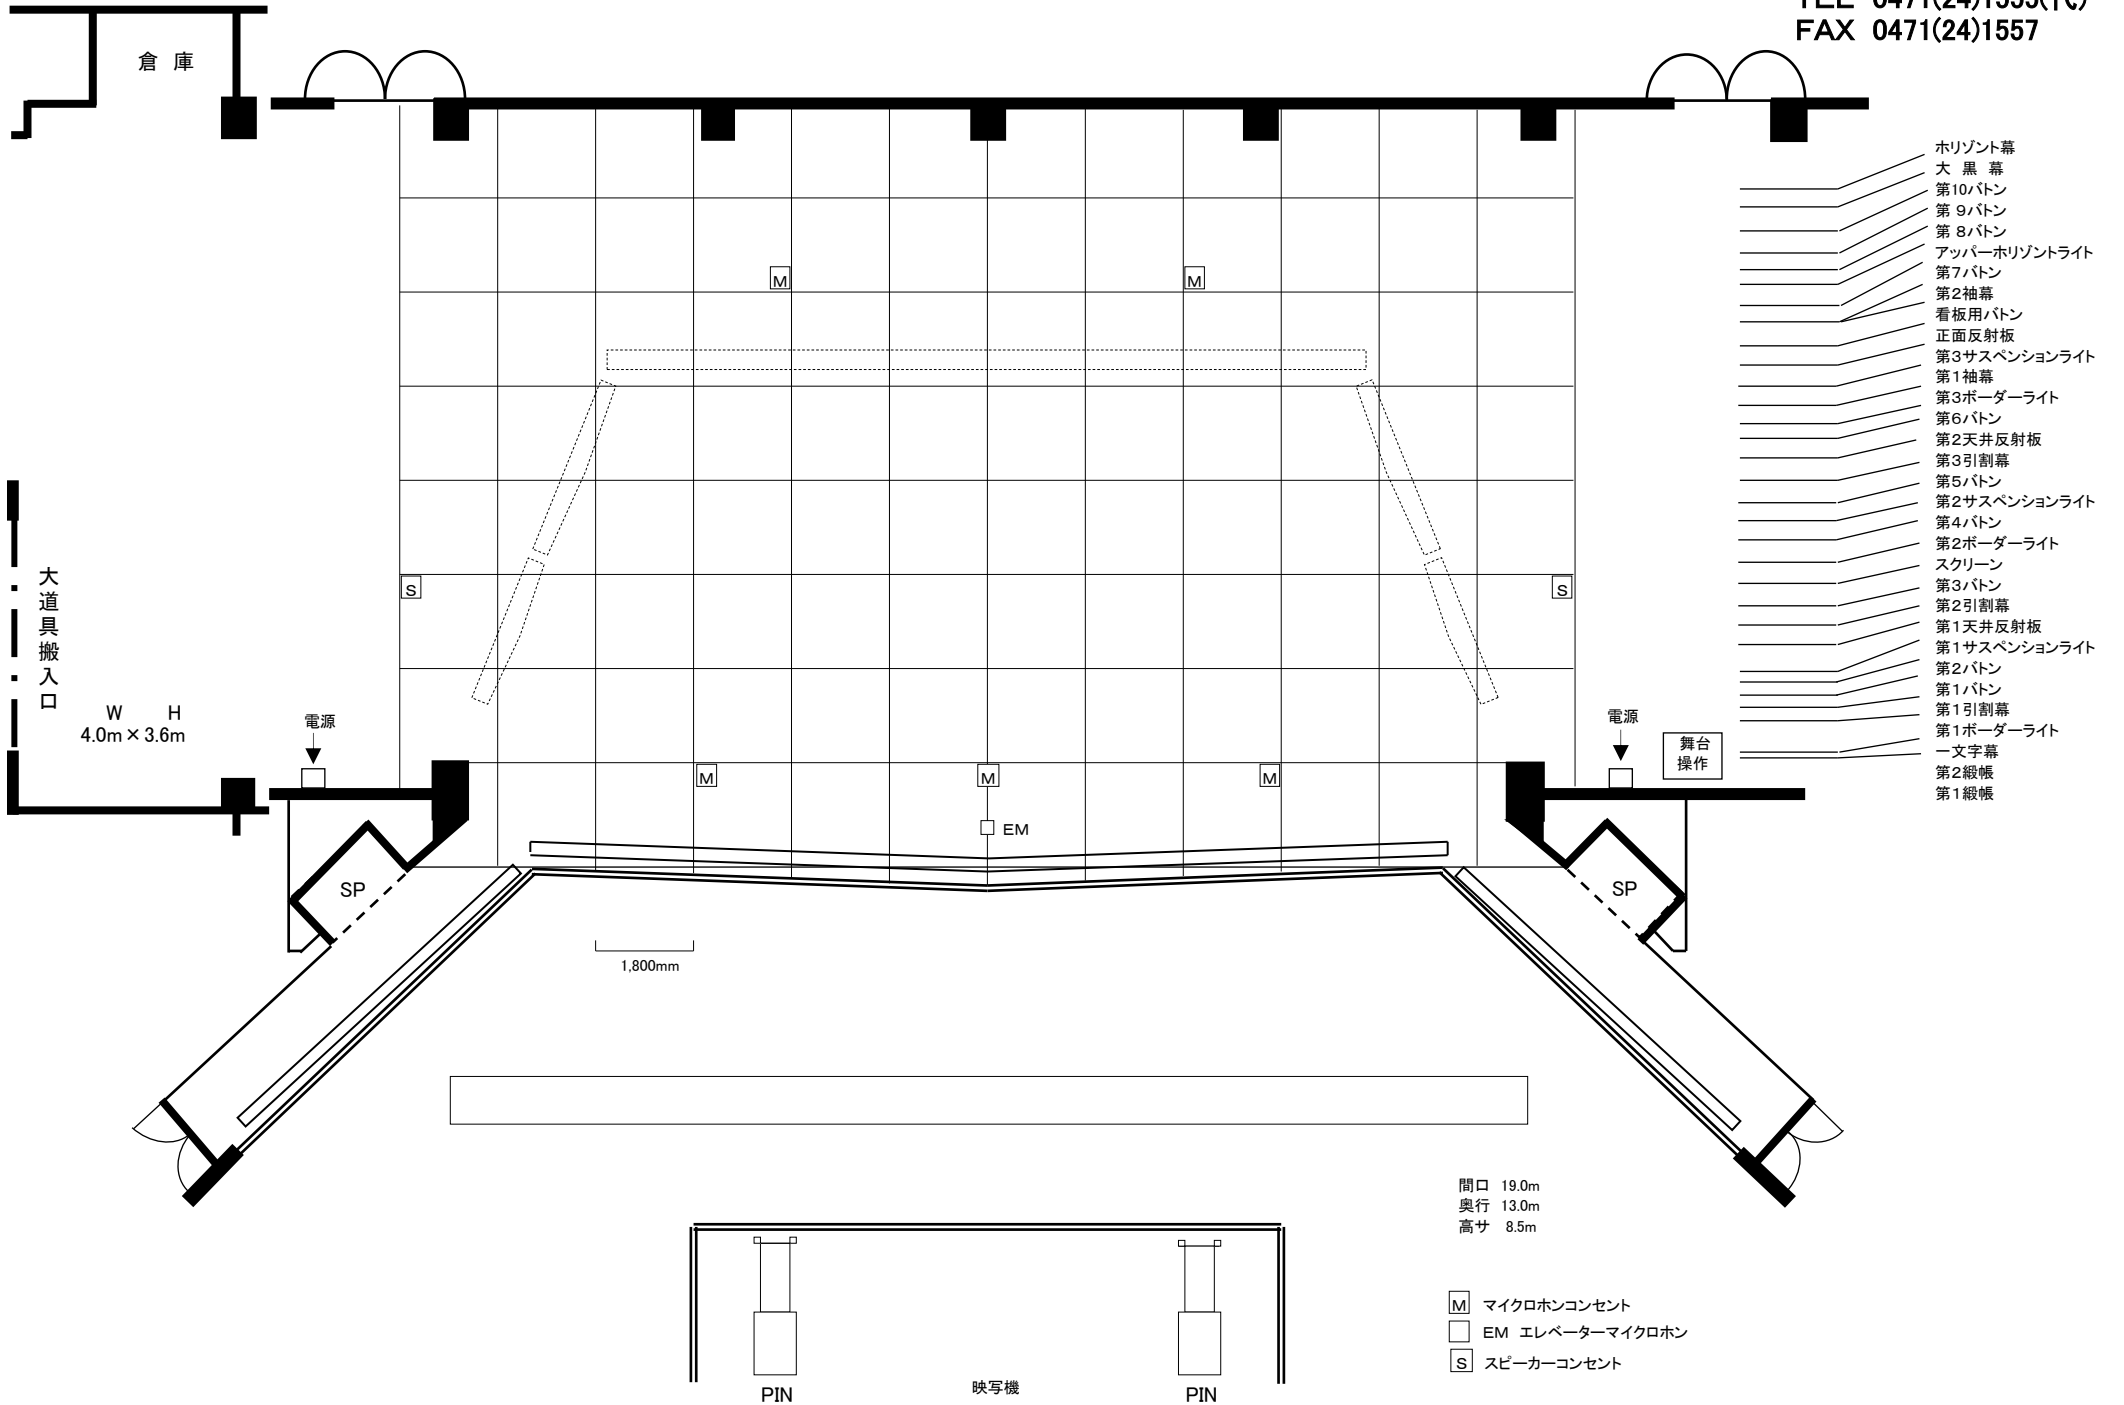 TEL 0471(24)1555(代)
FAX 0471(24)1557
倉 庫
ホリゾント幕
大 黒 幕
第10バトン
第 9バトン
第 8バトン
アッパーホリゾントライト
第7バトン
第2袖幕
看板用バトン
正面反射板
第3サスペンションライト
第1袖幕
第3ボーダーライト
第6バトン
第2天井反射板
第3引割幕
第5バトン
第2サスペンションライト
第4バトン
第2ボーダーライト
スクリーン
第3バトン
第2引割幕
第1天井反射板
第1サスペンションライト
第2バトン
第1バトン
第1引割幕
第1ボーダーライト
一文字幕
第2緞帳
第1緞帳
M
M
S
S
大道具搬入口
W H
4.0m×3.6m
電源
電源
舞台
操作
M
M
M
EM
SP
SP
1,800mm
間口 19.0m
奥行 13.0m
高サ 8.5m
M マイクロホンコンセント
EM エレベーターマイクロホン
S スピーカーコンセント
PIN
映写機
PIN